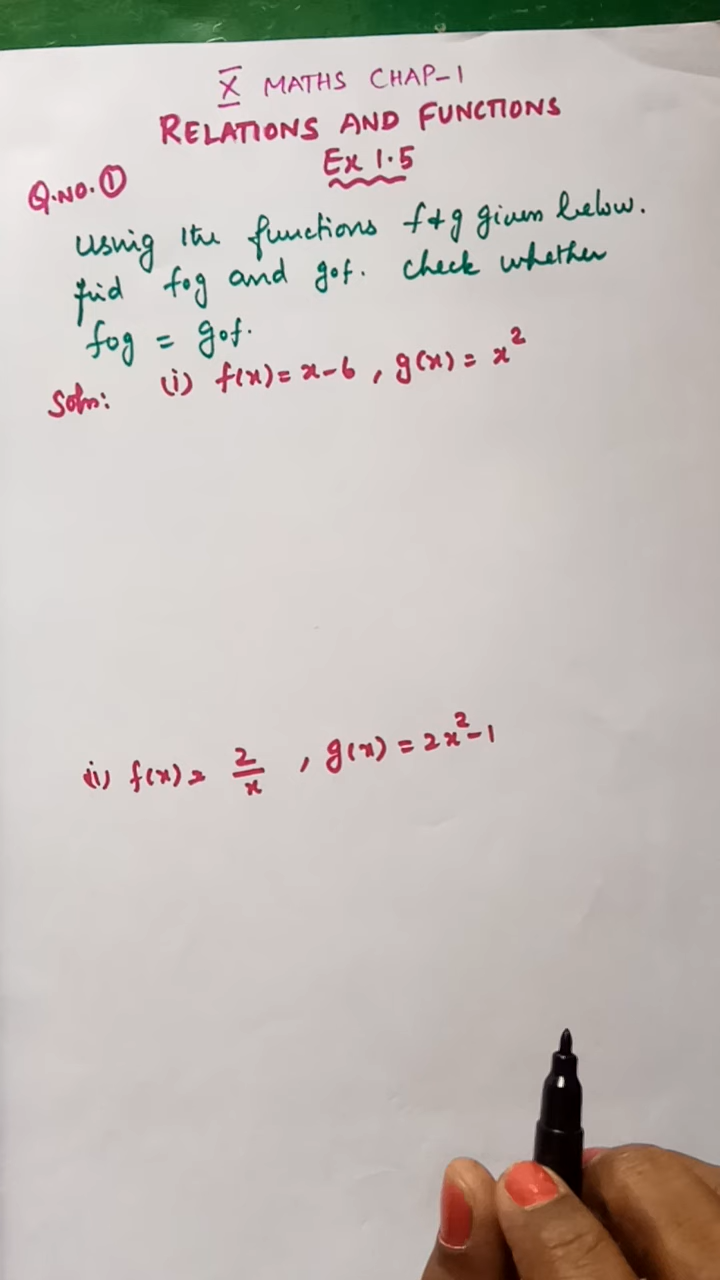 X MATHS CHAP-1
RELATIONS AND FUNCTIONS
Ex 1.5
Q.NO.①
Using the functions f & g given below.
find fog and gof. check whether
fog = gof.
Soln: (i) f(x) = x-6, g(x) = x²
ii) f(x) = 2/x , g(x) = 2x²-1